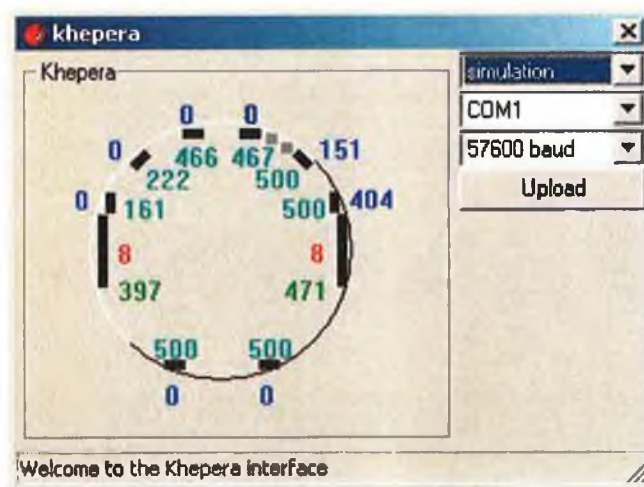 khepera
Khepera
simulation
COM1
57600 baud
Upload
0 0
0 466 467 151
222 500
0 161 500 404
8 8
397 471
500 500
0 0
Welcome to the Khepera interface